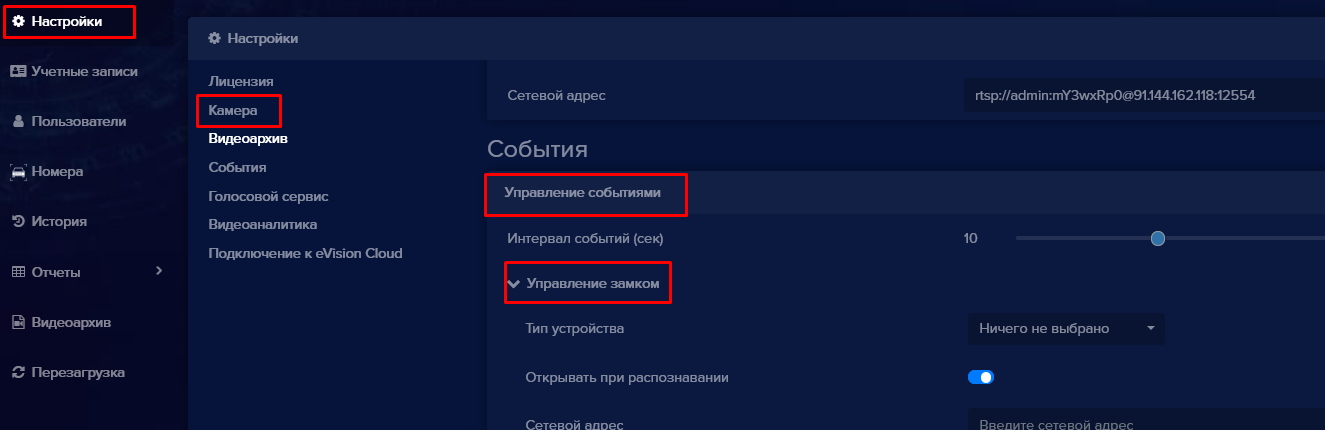 Настройки
Учетные записи
Пользователи
Номера
История
Отчеты
Видеоархив
Перезагрузка
Настройки
Лицензия
Камера
Видеоархив
События
Голосовой сервис
Видеоаналитика
Подключение к eVision Cloud
Сетевой адрес rtsp://admin:mY3wxRp0@91.144.162.118:12554
События
Управление событиями
Интервал событий (сек) 10
Управление замком
Тип устройства Ничего не выбрано
Открывать при распознавании
Сетевой адрес Введите сетевой адрес